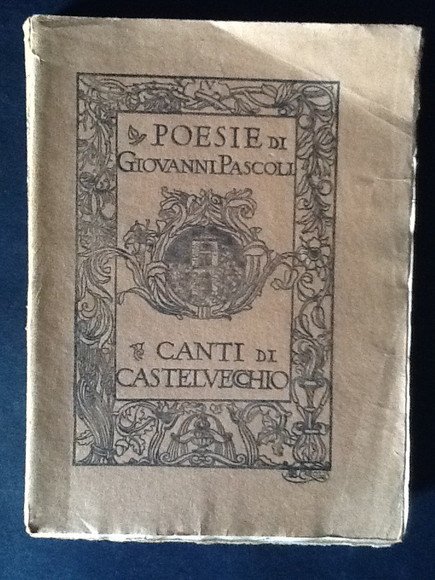 POESIE DI
GIOVANNI PASCOLI
CANTI DI
CASTELVECCHIO